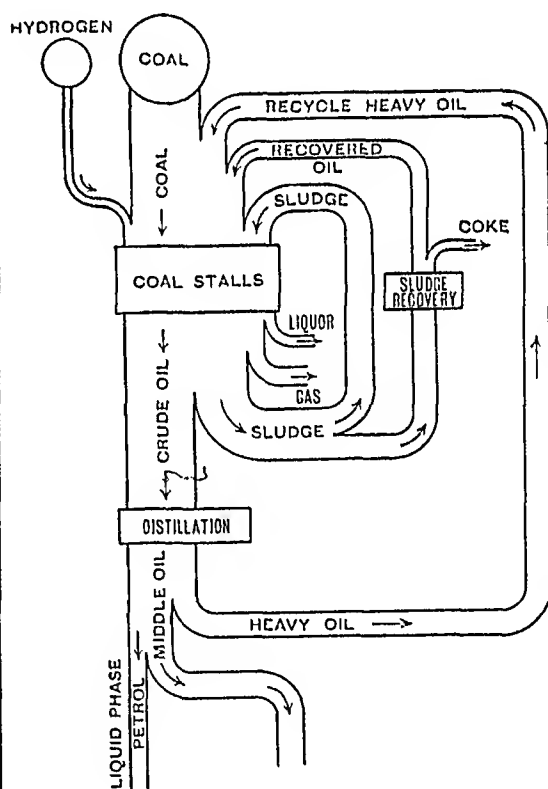 HYDROGEN
COAL
RECYCLE HEAVY OIL
RECOVERED
OIL
COAL
SLUDGE
COKE
COAL STALLS
SLUDGE
RECOVERY
LIQUOR
GAS
CRUDE OIL
SLUDGE
DISTILLATION
MIDDLE OIL
HEAVY OIL
LIQUID PHASE
PETROL